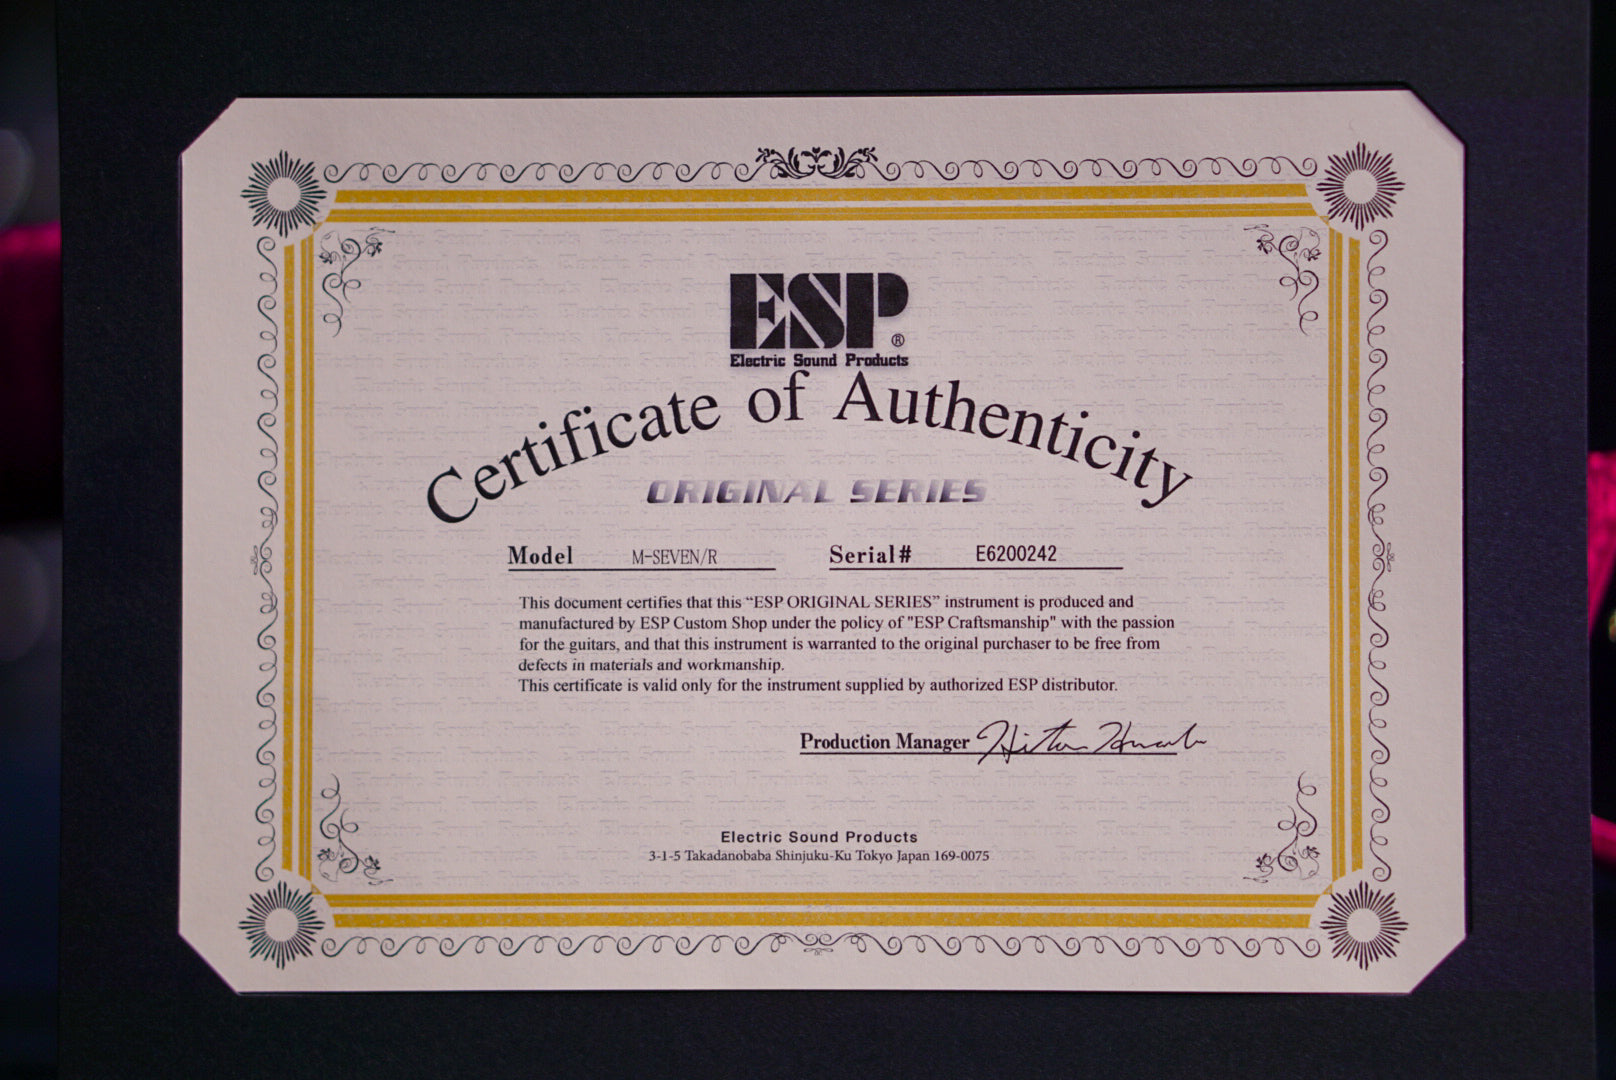 ESP®
Electric Sound Products
Certificate of Authenticity
ORIGINAL SERIES
Model M-SEVEN/R Serial# E6200242
This document certifies that this “ESP ORIGINAL SERIES” instrument is produced and
manufactured by ESP Custom Shop under the policy of "ESP Craftsmanship" with the passion
for the guitars, and that this instrument is warranted to the original purchaser to be free from
defects in materials and workmanship.
This certificate is valid only for the instrument supplied by authorized ESP distributor.
Production Manager
Electric Sound Products
3-1-5 Takadanobaba Shinjuku-Ku Tokyo Japan 169-0075